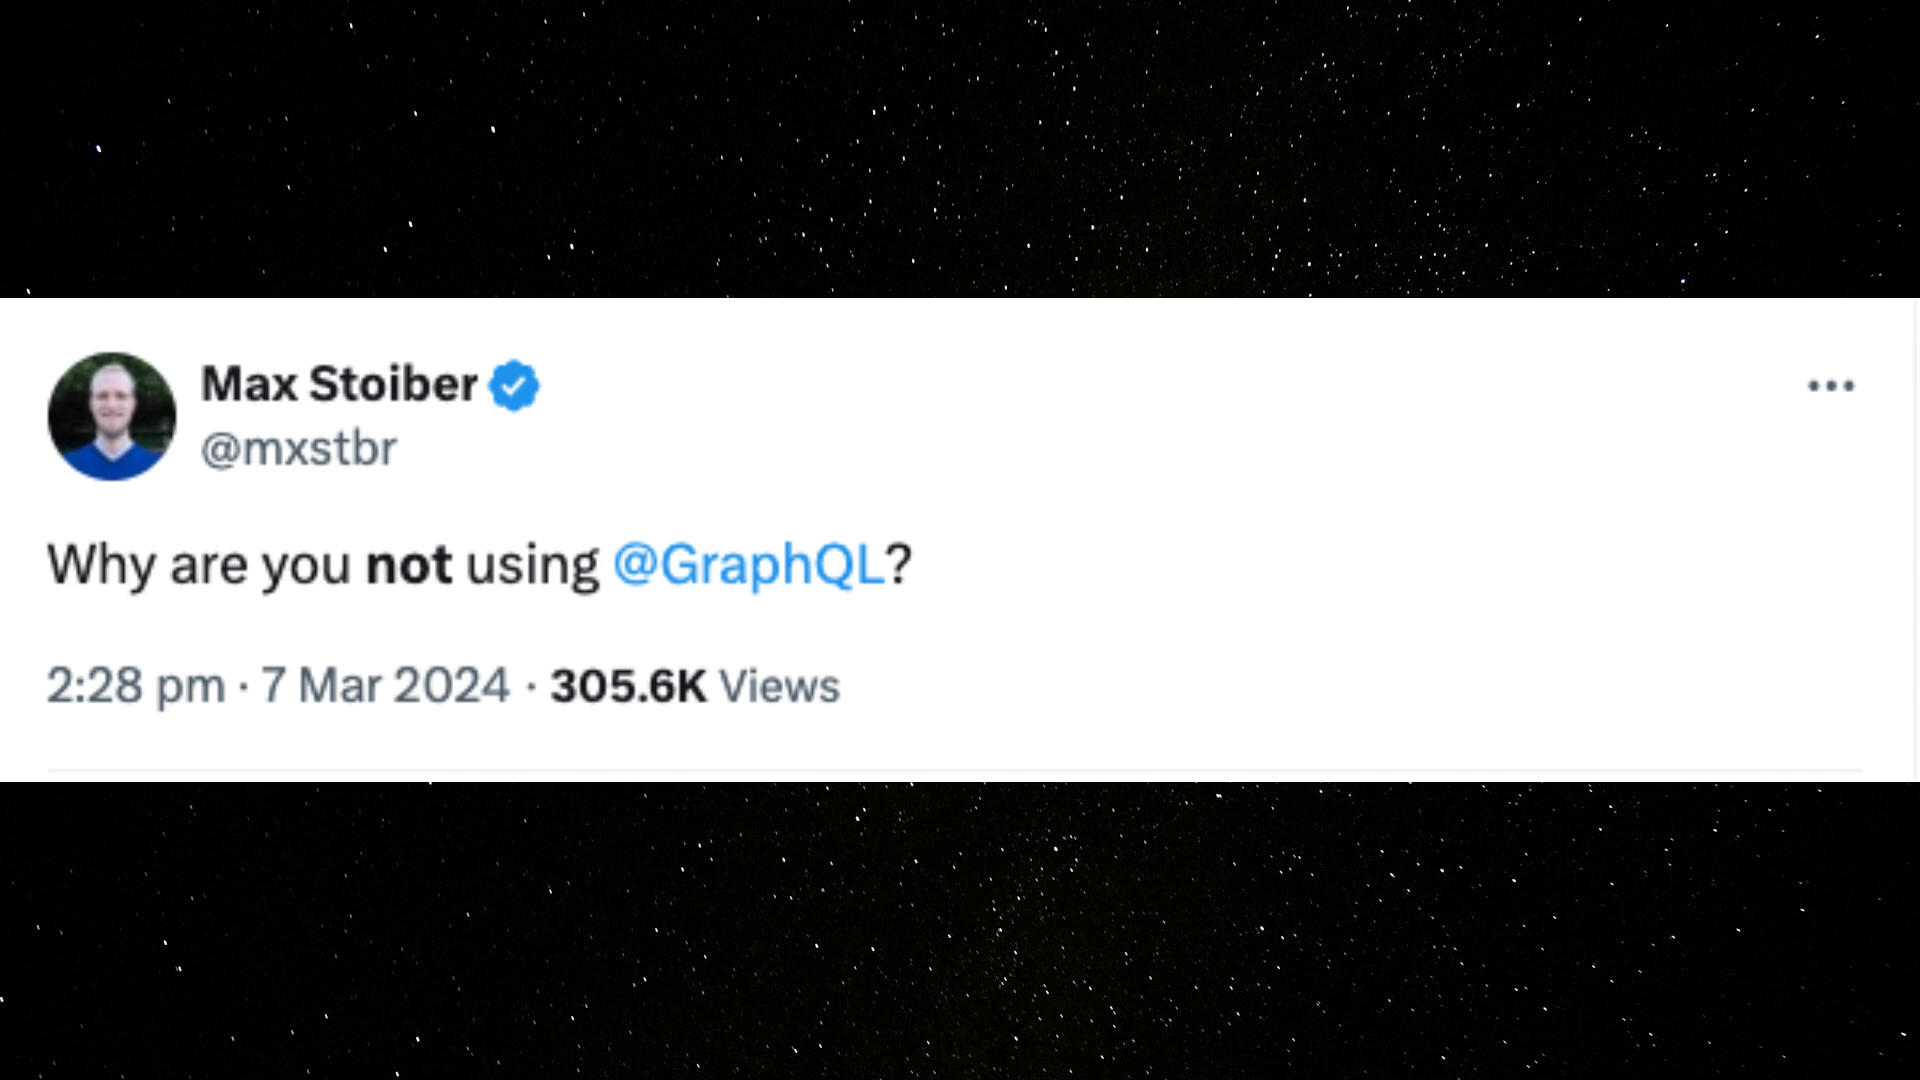 Max Stoiber
@mxstbr
Why are you not using @GraphQL?
2:28 pm · 7 Mar 2024 · 305.6K Views